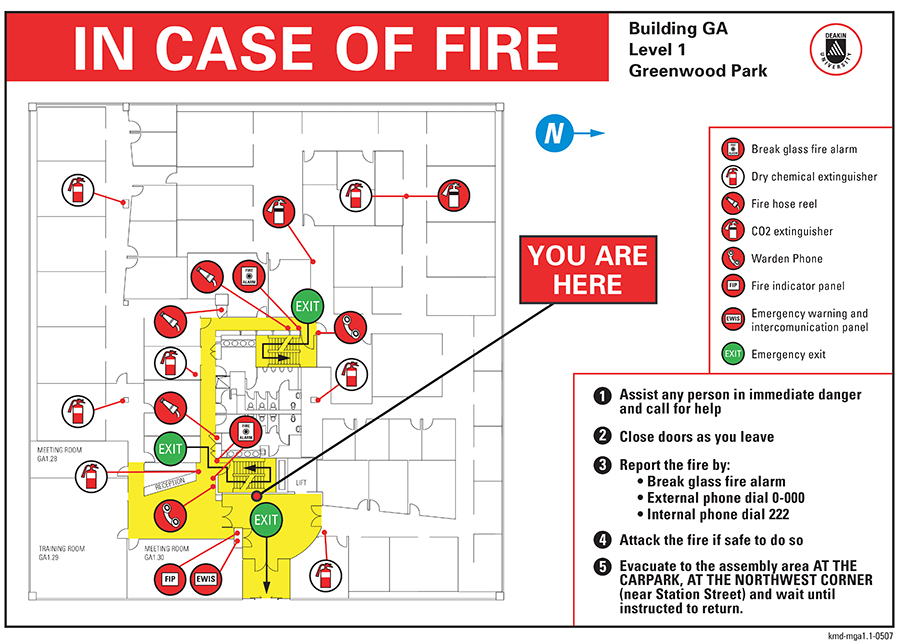 IN CASE OF FIRE
Building GA
Level 1
Greenwood Park
DEAKIN
UNIVERSITY
N
Break glass fire alarm
Dry chemical extinguisher
Fire hose reel
CO2 extinguisher
Warden Phone
FIP
Fire indicator panel
EWIS
Emergency warning and
intercomunication panel
EXIT
Emergency exit
FIRE
ALARM
YOU ARE
HERE
FIRE
ALARM
EXIT
FIRE
ALARM
EXIT
MEETING ROOM
GA1.28
RECEPTION
LIFT
EXIT
TRAINING ROOM
GA1.29
MEETING ROOM
GA1.30
FIP
EWIS
1 Assist any person in immediate danger
and call for help
2 Close doors as you leave
3 Report the fire by:
• Break glass fire alarm
• External phone dial 0-000
• Internal phone dial 222
4 Attack the fire if safe to do so
5 Evacuate to the assembly area AT THE
CARPARK, AT THE NORTHWEST CORNER
(near Station Street) and wait until
instructed to return.
kmd-mga1.1-0507